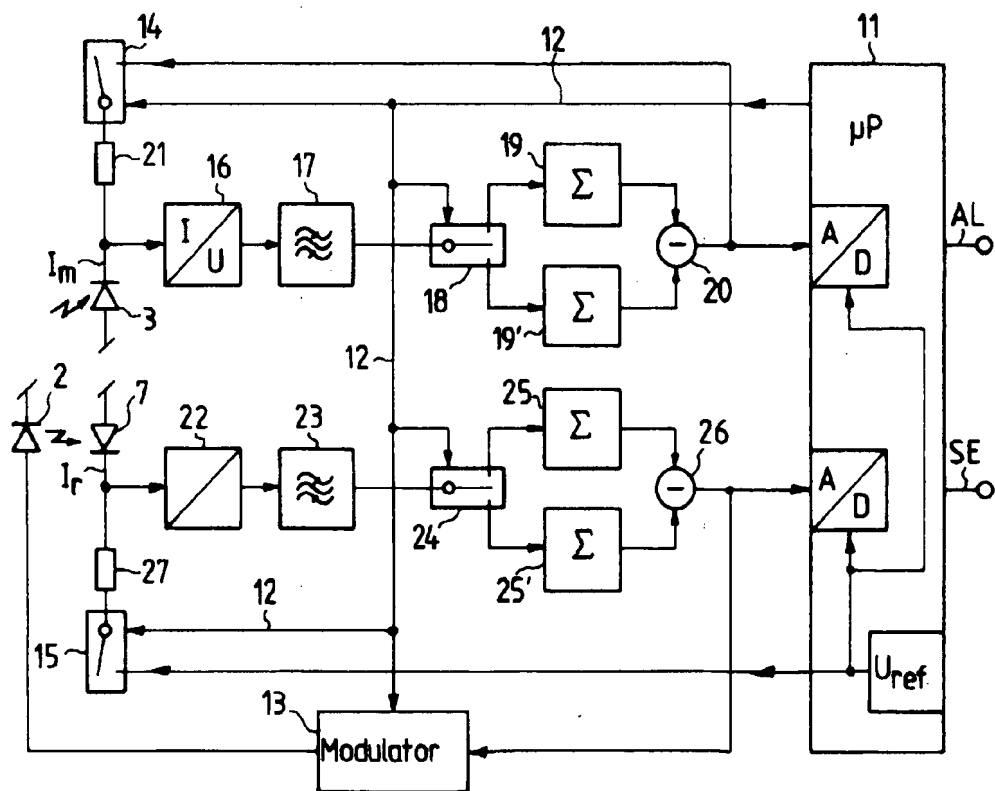 14
12
11
μP
21
16
17
19
Σ
I
U
18
20
A
D
AL
Im
3
19'
Σ
12
2
7
22
23
25
Σ
26
Ir
24
A
D
SE
27
25'
Σ
12
15
13
Modulator
Uref